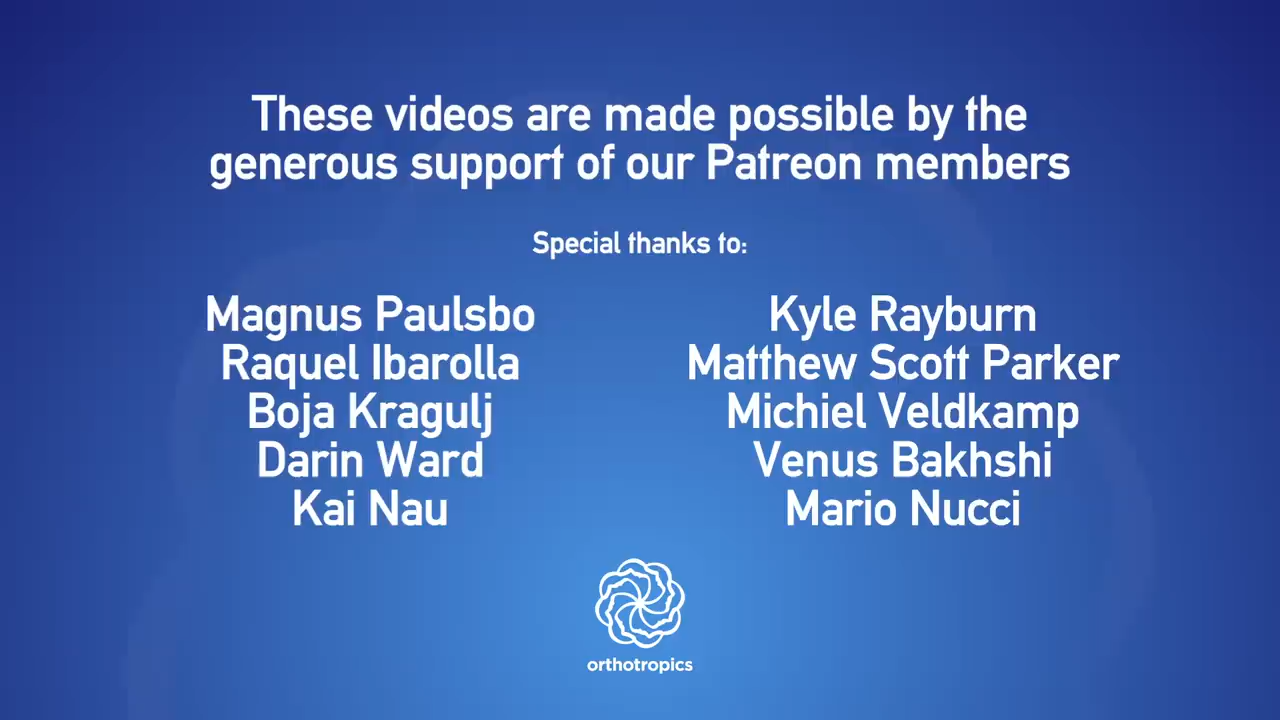 These videos are made possible by the
generous support of our Patreon members
Special thanks to:
Magnus Paulsbo
Raquel Ibarolla
Boja Kragulj
Darin Ward
Kai Nau
Kyle Rayburn
Matthew Scott Parker
Michiel Veldkamp
Venus Bakhshi
Mario Nucci
orthotropics